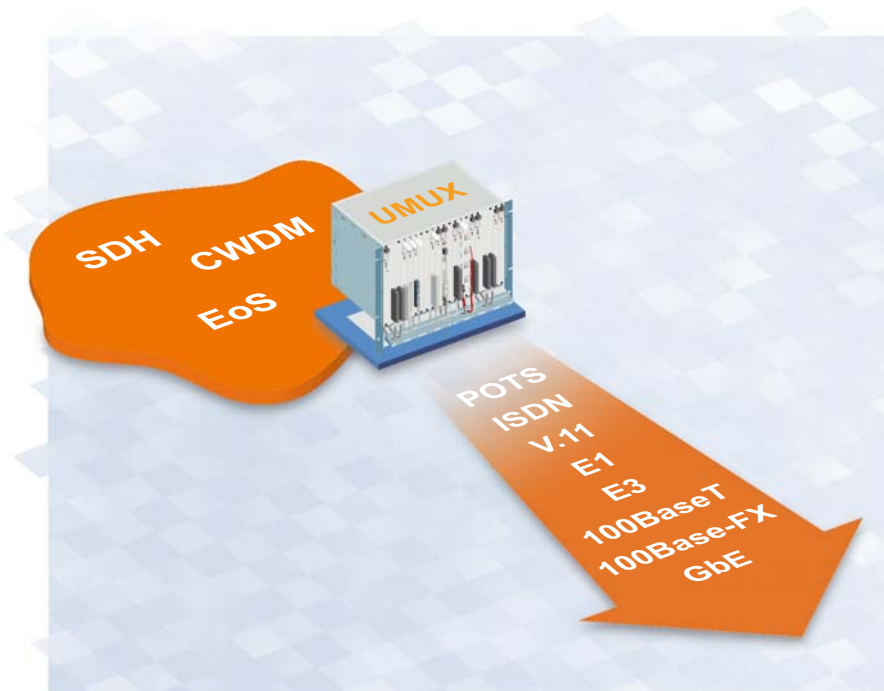 UMUX
SDH
CWDM
EoS
POTS
ISDN
V.11
E1
E3
100BaseT
100Base-FX
GbE